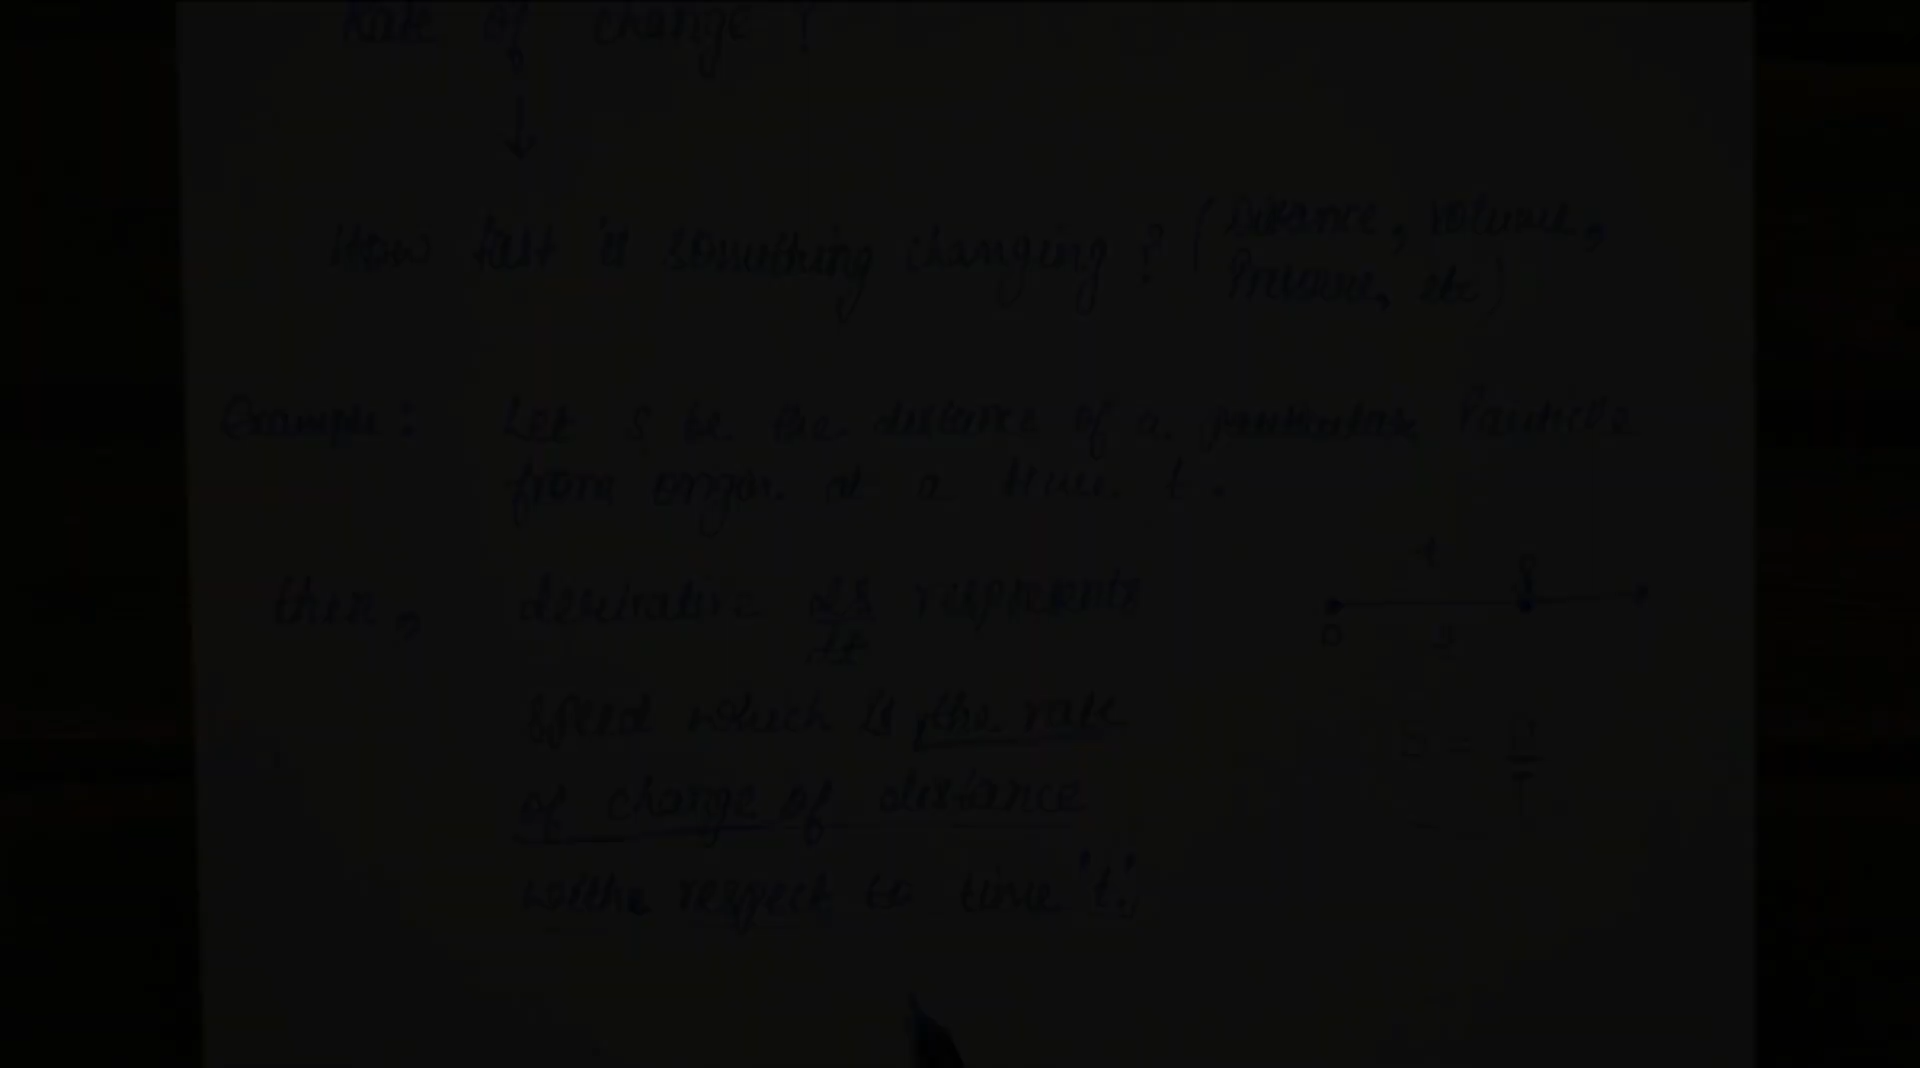 Rate of change ?
How fast is something changing ? ( Distance, Volume,
Pressure, etc )
Example : Let S be the distance of a Particle
from origin at a time t .
then, derivative ds/dt represents
t S
O
speed which is the rate
S = D/T
of change of distance
with respect to time 't'.